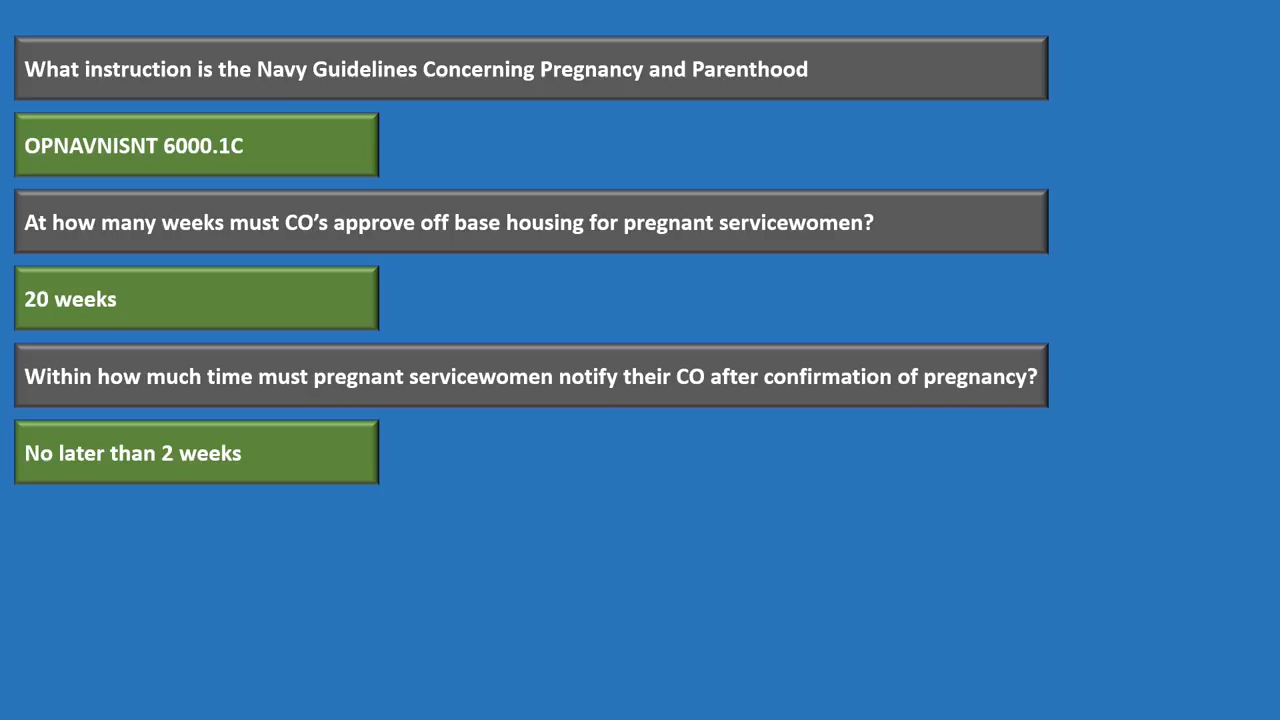 What instruction is the Navy Guidelines Concerning Pregnancy and Parenthood
OPNAVNISNT 6000.1C
At how many weeks must CO’s approve off base housing for pregnant servicewomen?
20 weeks
Within how much time must pregnant servicewomen notify their CO after confirmation of pregnancy?
No later than 2 weeks